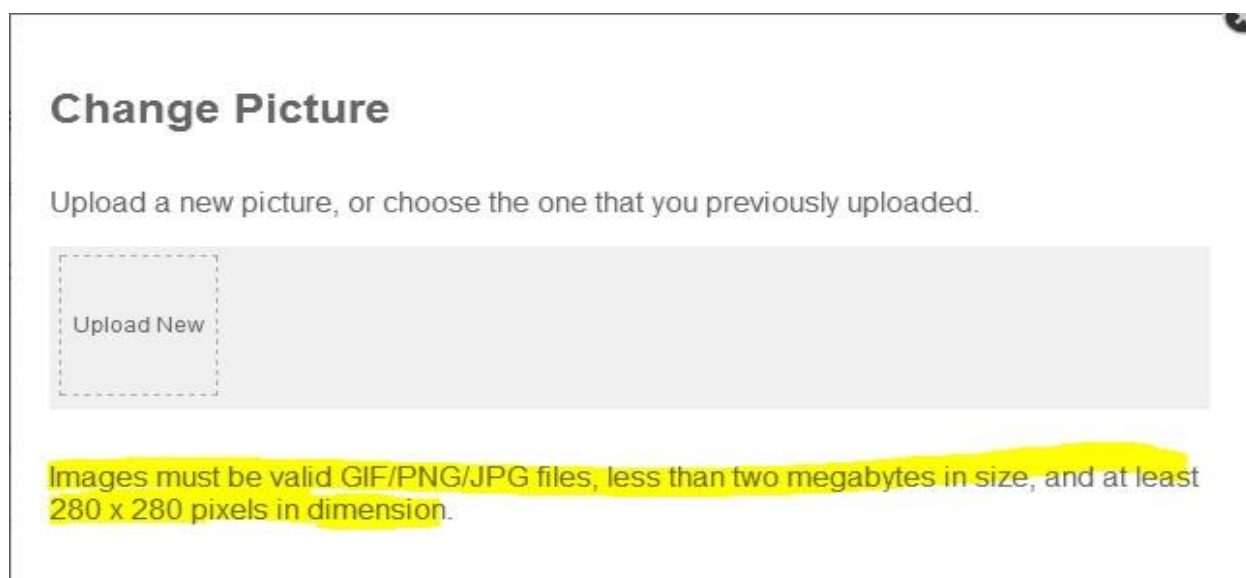 Change Picture
Upload a new picture, or choose the one that you previously uploaded.
Upload New
Images must be valid GIF/PNG/JPG files, less than two megabytes in size, and at least
280 x 280 pixels in dimension.